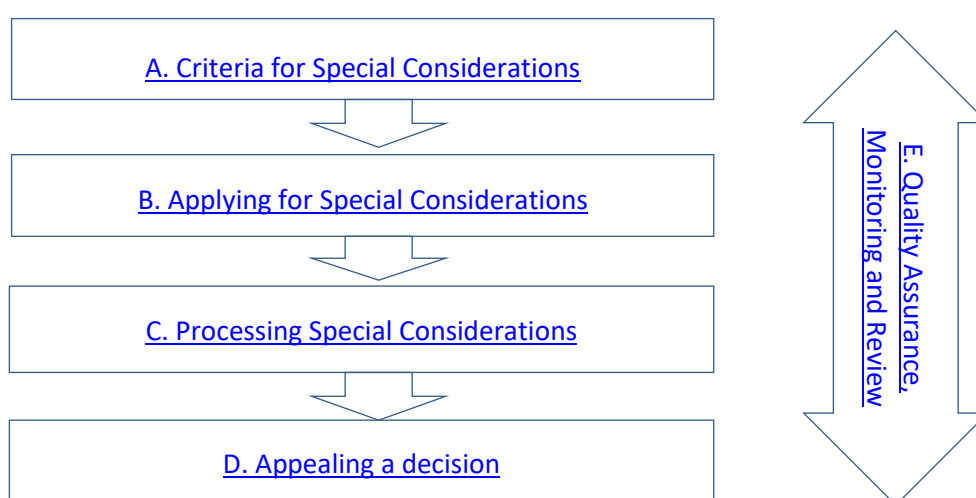 A. Criteria for Special Considerations
B. Applying for Special Considerations
C. Processing Special Considerations
D. Appealing a decision
E. Quality Assurance,
Monitoring and Review